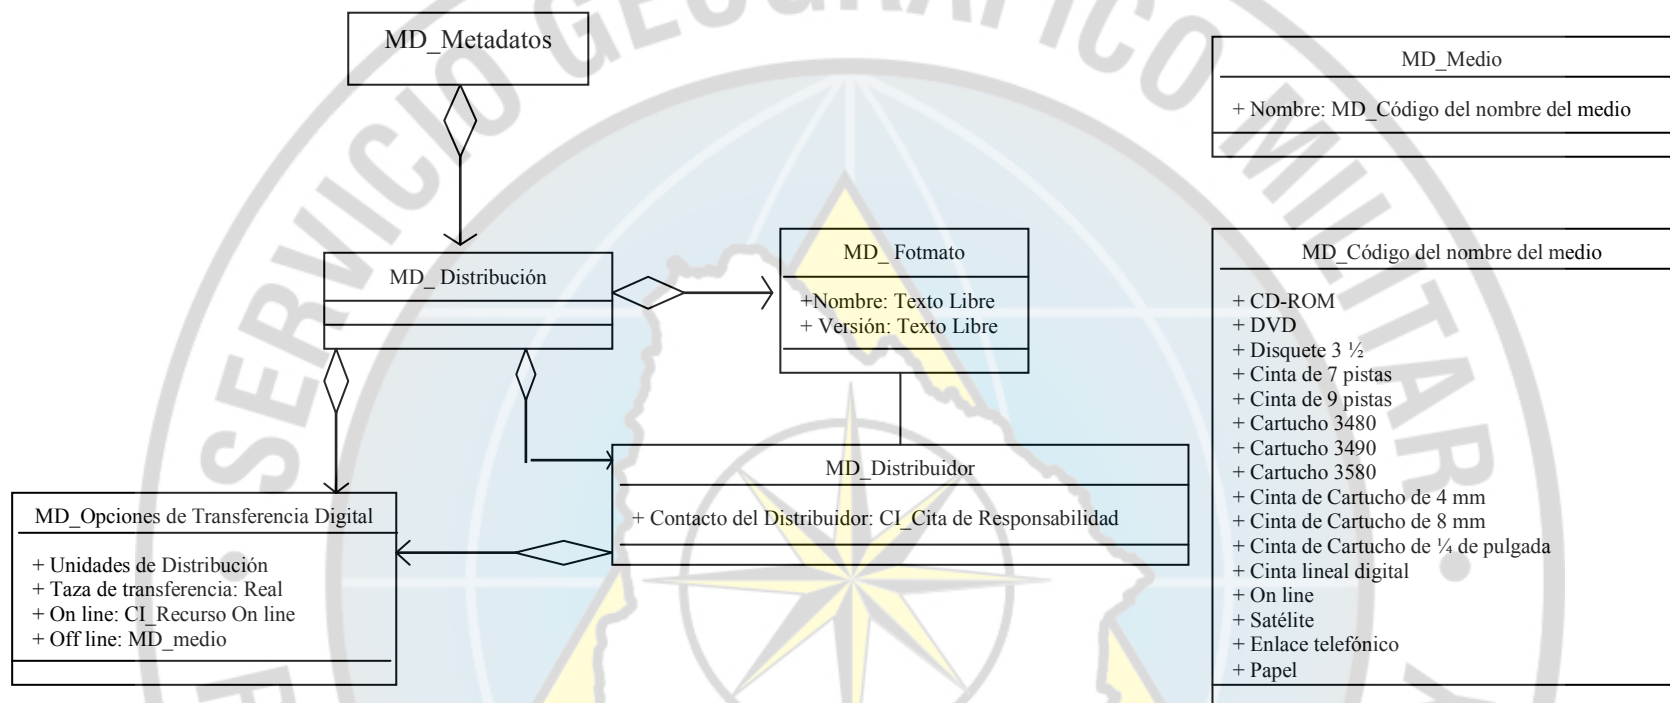 SERVICIO GEOGRÁFICO MILITAR
MD_Metadatos
MD_Medio
+ Nombre: MD_Código del nombre del medio
MD_ Distribución
MD_ Fotmato
+Nombre: Texto Libre
+ Versión: Texto Libre
MD_Código del nombre del medio
+ CD-ROM
+ DVD
+ Disquete 3 ½
+ Cinta de 7 pistas
+ Cinta de 9 pistas
+ Cartucho 3480
+ Cartucho 3490
+ Cartucho 3580
+ Cinta de Cartucho de 4 mm
+ Cinta de Cartucho de 8 mm
+ Cinta de Cartucho de ¼ de pulgada
+ Cinta lineal digital
+ On line
+ Satélite
+ Enlace telefónico
+ Papel
MD_Distribuidor
+ Contacto del Distribuidor: CI_Cita de Responsabilidad
MD_Opciones de Transferencia Digital
+ Unidades de Distribución
+ Taza de transferencia: Real
+ On line: CI_Recurso On line
+ Off line: MD_medio